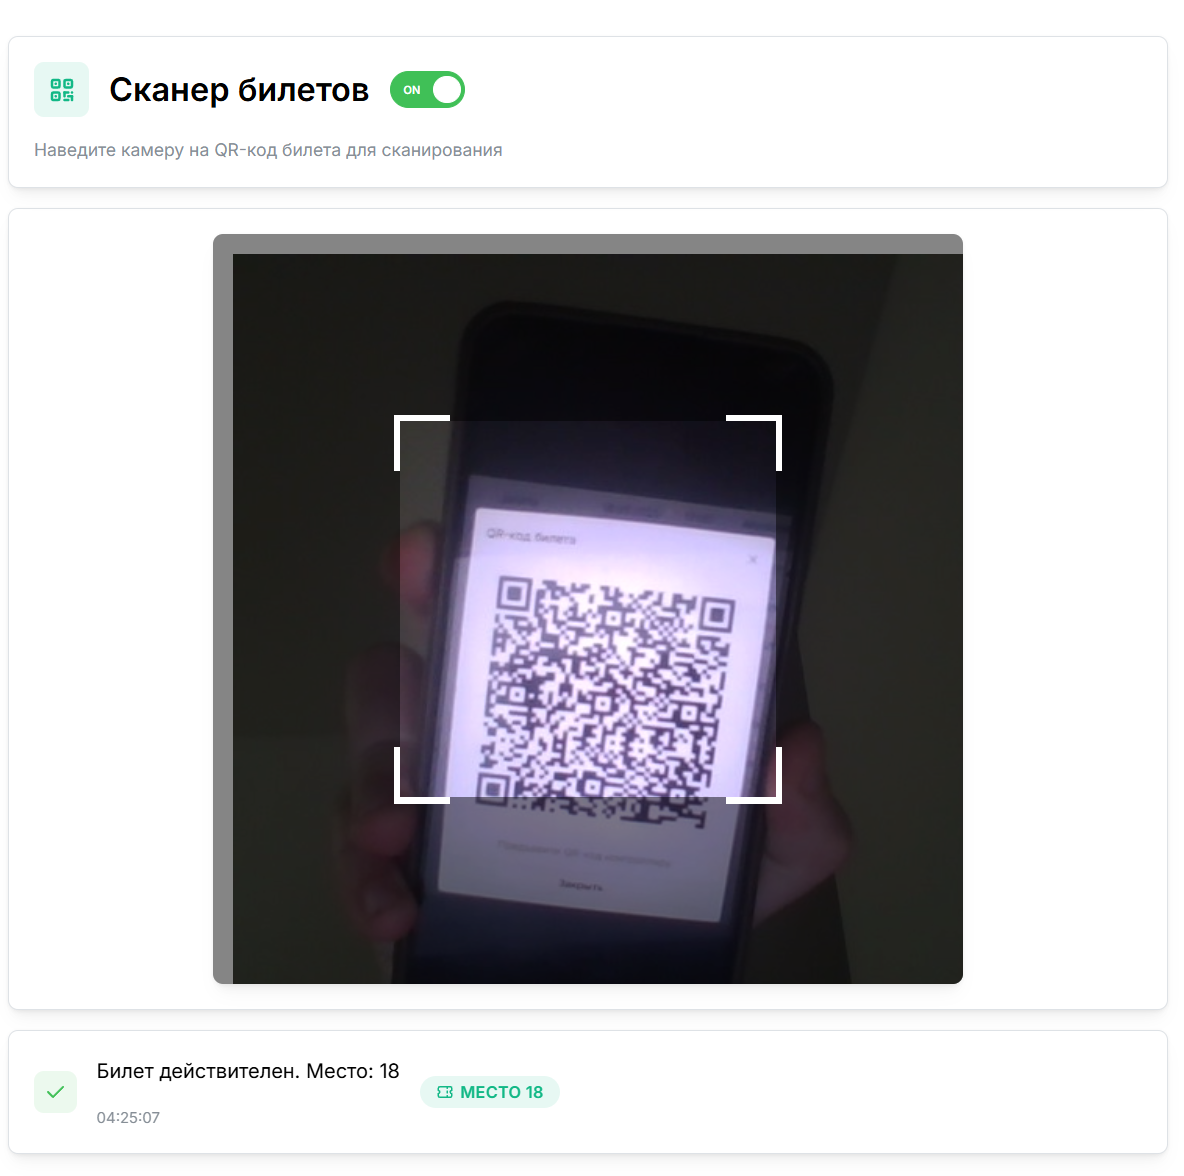 Сканер билетов
ON
Наведите камеру на QR-код билета для сканирования
QR-код билета
Закрыть
Билет действителен. Место: 18
МЕСТО 18
04:25:07